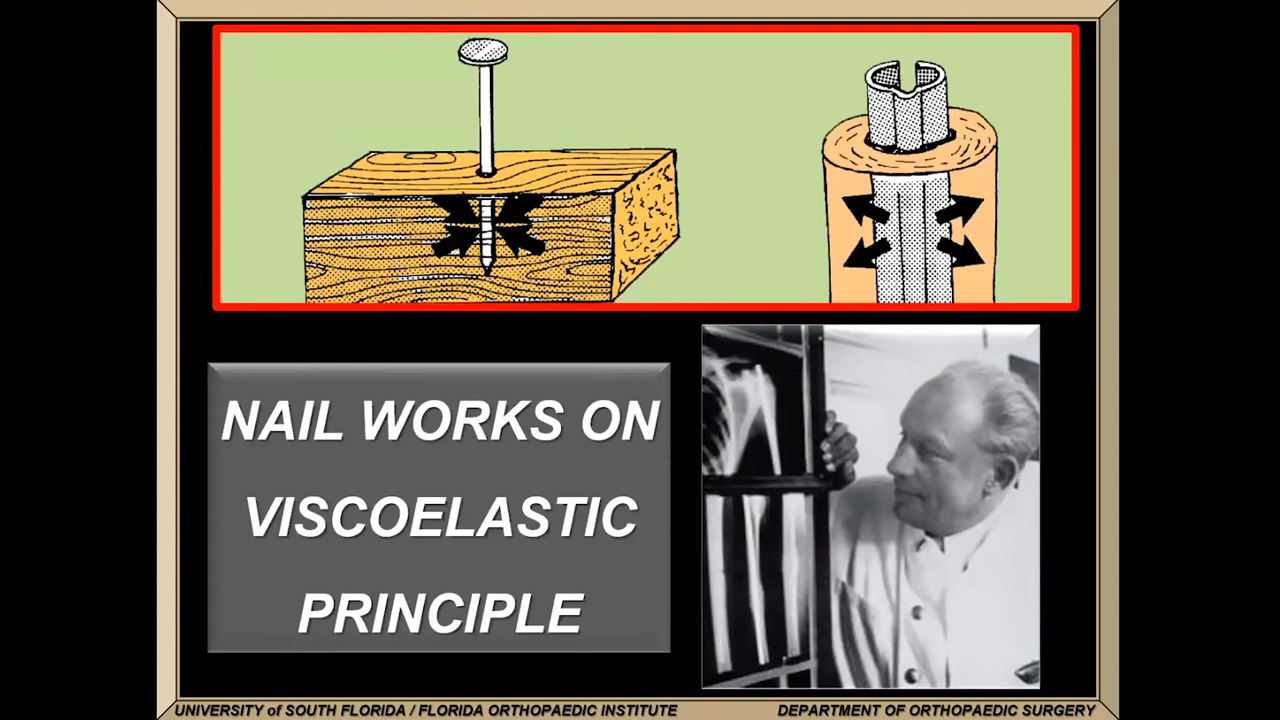 NAIL WORKS ON
VISCOELASTIC
PRINCIPLE
UNIVERSITY of SOUTH FLORIDA / FLORIDA ORTHOPAEDIC INSTITUTE
DEPARTMENT OF ORTHOPAEDIC SURGERY